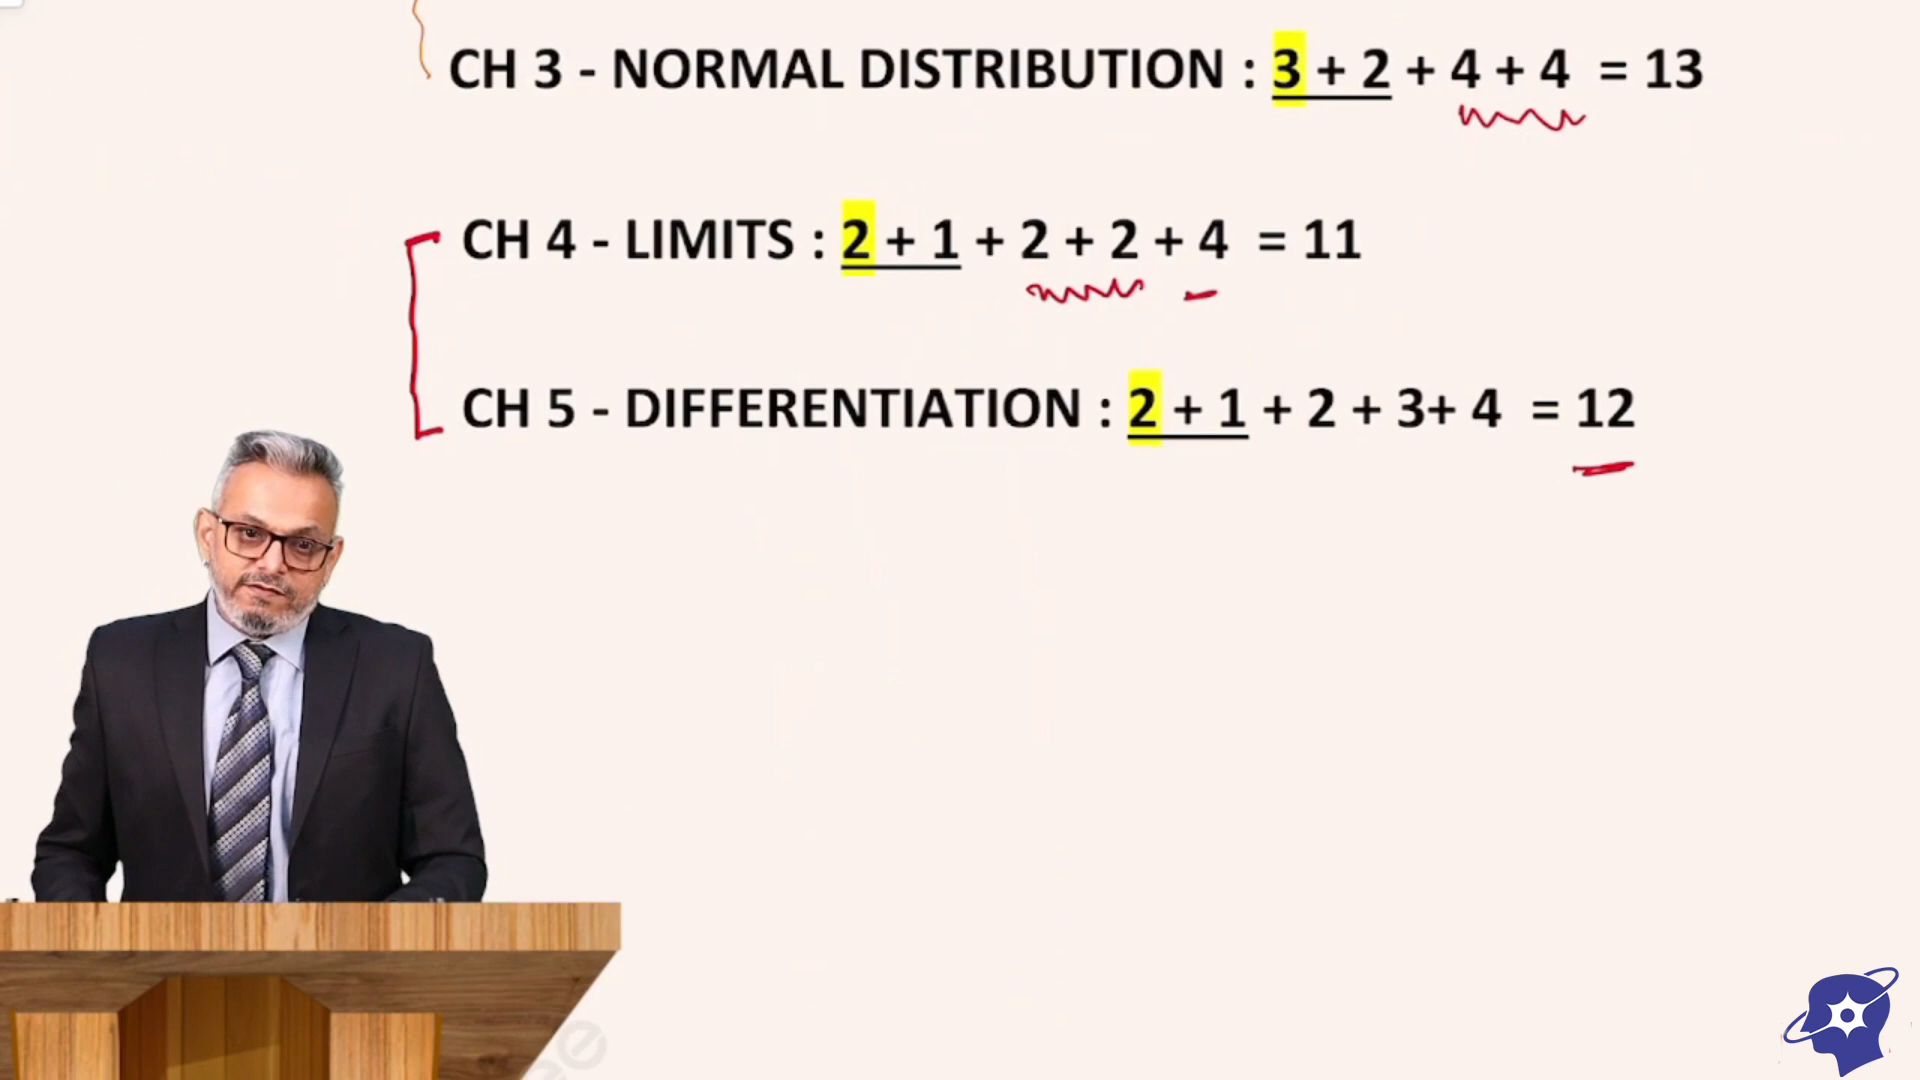 CH 3 - NORMAL DISTRIBUTION : 3 + 2 + 4 + 4 = 13
CH 4 - LIMITS : 2 + 1 + 2 + 2 + 4 = 11
CH 5 - DIFFERENTIATION : 2 + 1 + 2 + 3+ 4 = 12